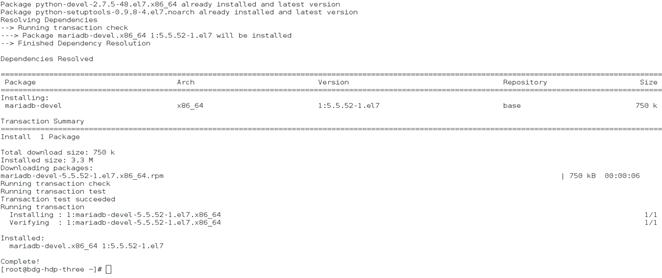 Package python-devel-2.7.5-48.el7.x86_64 already installed and latest version
Package python-setuptools-0.9.8-4.el7.noarch already installed and latest version
Resolving Dependencies
--> Running transaction check
---> Package mariadb-devel.x86_64 1:5.5.52-1.el7 will be installed
--> Finished Dependency Resolution
Dependencies Resolved
Package Arch Version Repository Size
Installing:
mariadb-devel x86_64 1:5.5.52-1.el7 base 750 k
Transaction Summary
Install 1 Package
Total download size: 750 k
Installed size: 3.3 M
Downloading packages:
mariadb-devel-5.5.52-1.el7.x86_64.rpm | 750 kB 00:00:06
Running transaction check
Running transaction test
Transaction test succeeded
Running transaction
Installing : 1:mariadb-devel-5.5.52-1.el7.x86_64 1/1
Verifying : 1:mariadb-devel-5.5.52-1.el7.x86_64 1/1
Installed:
mariadb-devel.x86_64 1:5.5.52-1.el7
Complete!
[root@bdg-hdp-three ~]#